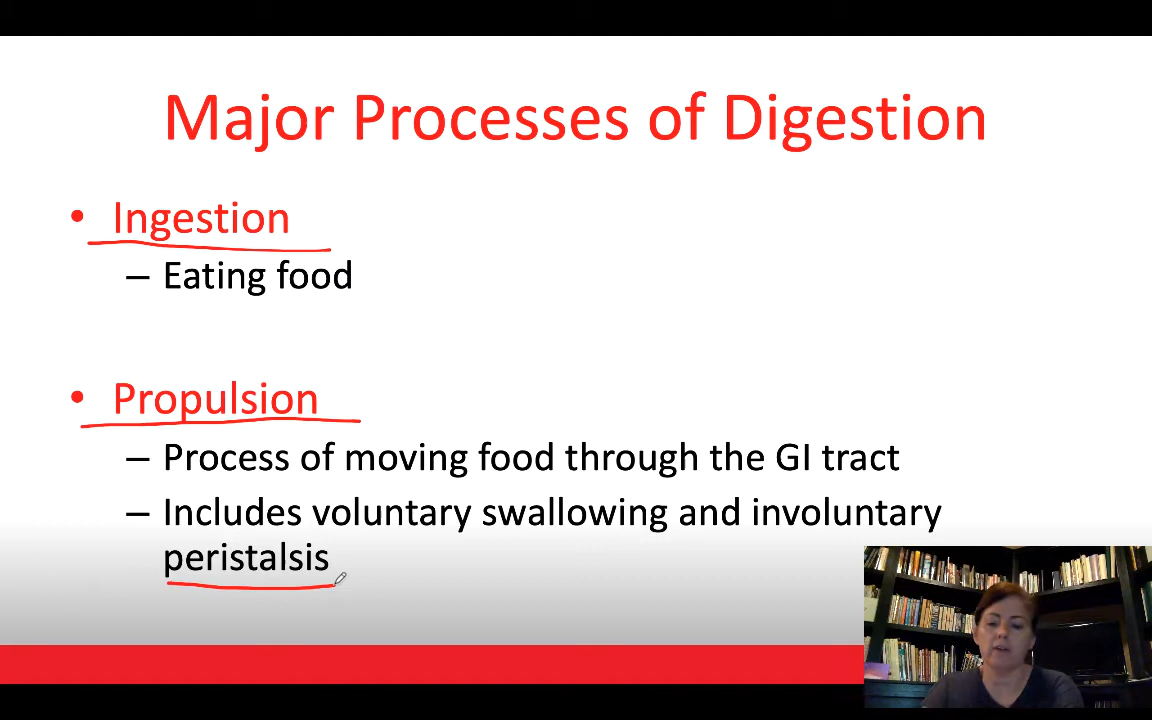 Major Processes of Digestion
• Ingestion
– Eating food
• Propulsion
– Process of moving food through the GI tract
– Includes voluntary swallowing and involuntary
peristalsis